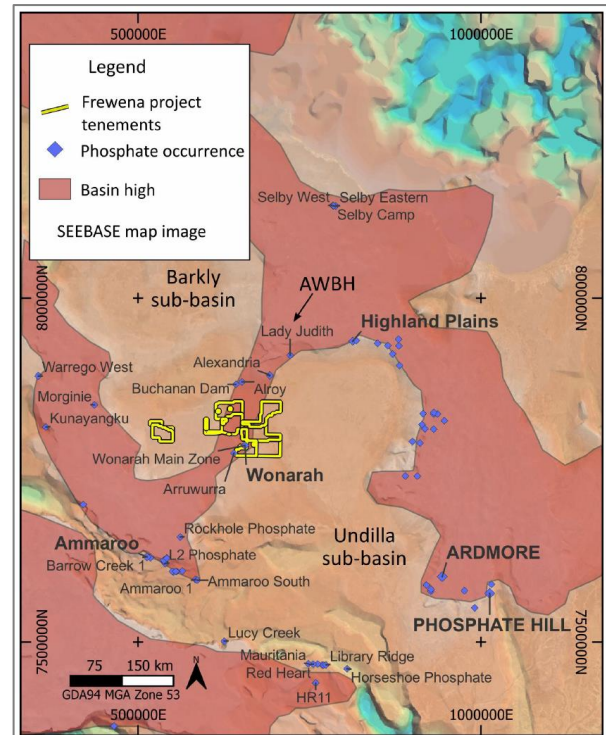 500000E
1000000E
Legend
Frewena project
tenements
Phosphate occurrence
Basin high
SEEBASE map image
Selby West
Selby Eastern
Selby Camp
Barkly
sub-basin
8000000N
8000000N
AWBH
Lady Judith
Highland Plains
Alexandria
Warrego West
Buchanan Dam
Alroy
Morginie
Kunayangku
Wonarah Main Zone
Wonarah
Arruwurra
Rockhole Phosphate
Undilla
sub-basin
Ammaroo
L2 Phosphate
Barrow Creek 1
ARDMORE
Ammaroo 1
Ammaroo South
PHOSPHATE HILL
Lucy Creek
7500000N
7500000N
Mauritania
Library Ridge
Red Heart
Horseshoe Phosphate
HR11
75
150 km
N
GDA94 MGA Zone 53
500000E
1000000E